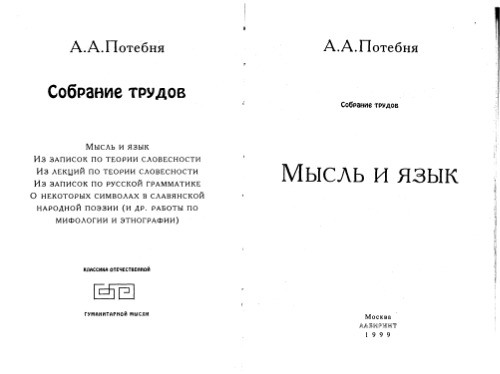 А.А.Потебня
Собрание трудов
Мысль и язык
Из записок по теории словесности
Из лекций по теории словесности
Из записок по русской грамматике
О некоторых символах в славянской
народной поэзии (и др. работы по
мифологии и этнографии)
КЛАССИКА ОТЕЧЕСТВЕННОЙ
ГУМАНИТАРНОЙ МЫСЛИ
А.А.Потебня
Собрание трудов
Мысль и язык
Москва
ЛАБИРИНТ
1999